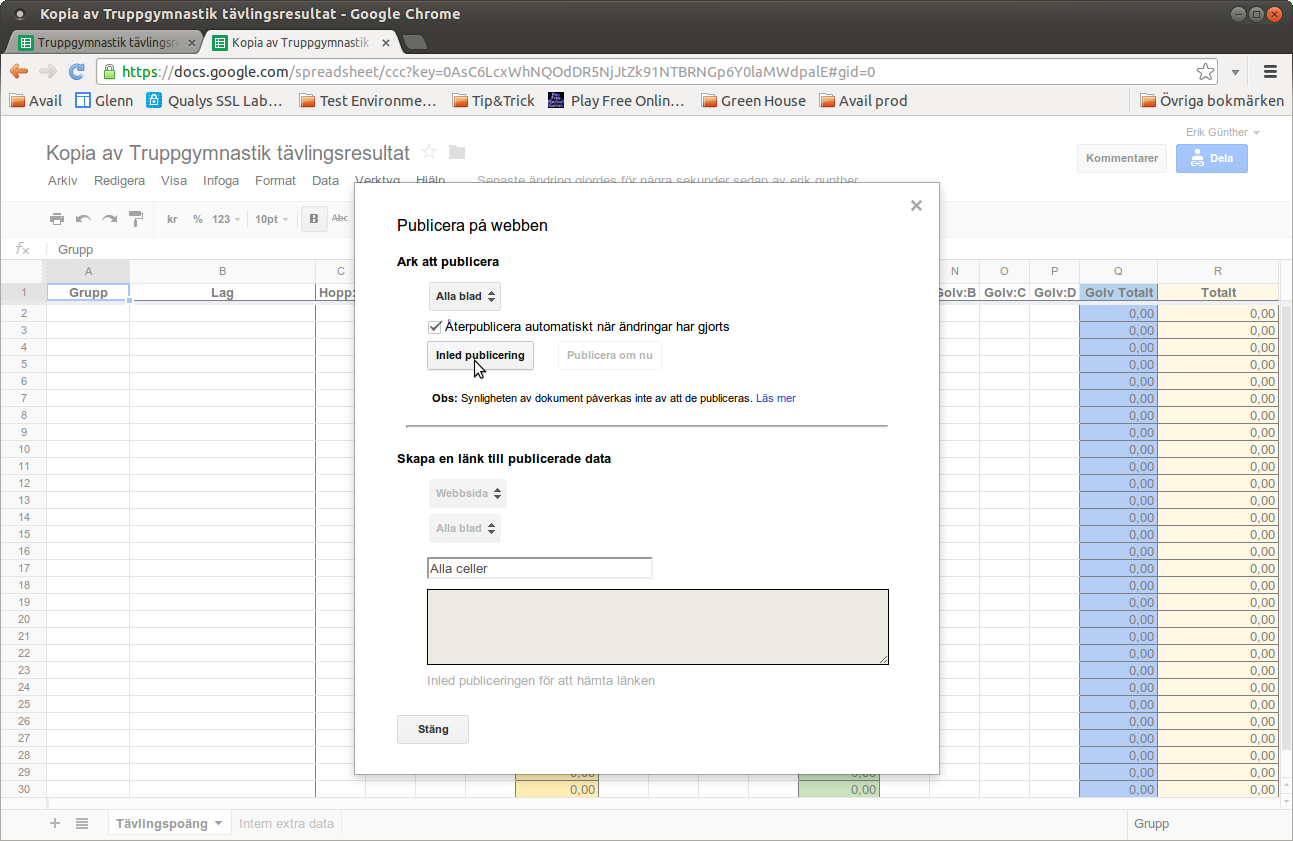 Kopia av Truppgymnastik tävlingsresultat - Google Chrome
Truppgymnastik tävlingsr
Kopia av Truppgymnastik
https://docs.google.com/spreadsheet/ccc?key=0AsC6LcxWhNQOdDR5NjJtZk91NTBRNGp6Y0laMWdpalE#gid=0
Avail Glenn Qualys SSL Lab... Test Environme... Tip&Trick Play Free Onlin... Green House Avail prod Övriga bokmärken
Erik Günther
Kopia av Truppgymnastik tävlingsresultat
Kommentarer Dela
Arkiv Redigera Visa Infoga Format Data Verktyg Hjälp Senaste ändring gjordes för några sekunder sedan av erik.gunther
kr % 123 10pt B Abc
fx Grupp
A B C N O P Q R
1 Grupp Lag Hopp: Golv:B Golv:C Golv:D Golv Totalt Totalt
2 0,00 0,00
3 0,00 0,00
4 0,00 0,00
5 0,00 0,00
6 0,00 0,00
7 0,00 0,00
8 0,00 0,00
9 0,00 0,00
10 0,00 0,00
11 0,00 0,00
12 0,00 0,00
13 0,00 0,00
14 0,00 0,00
15 0,00 0,00
16 0,00 0,00
17 0,00 0,00
18 0,00 0,00
19 0,00 0,00
20 0,00 0,00
21 0,00 0,00
22 0,00 0,00
23 0,00 0,00
24 0,00 0,00
25 0,00 0,00
26 0,00 0,00
27 0,00 0,00
28 0,00 0,00
29 0,00 0,00 0,00 0,00
30 0,00 0,00 0,00 0,00
Publicera på webben
Ark att publicera
Alla blad
Återpublicera automatiskt när ändringar har gjorts
Inled publicering Publicera om nu
Obs: Synligheten av dokument påverkas inte av att de publiceras. Läs mer
Skapa en länk till publicerade data
Webbsida
Alla blad
Alla celler
Inled publiceringen för att hämta länken
Stäng
Tävlingspoäng Intern extra data Grupp